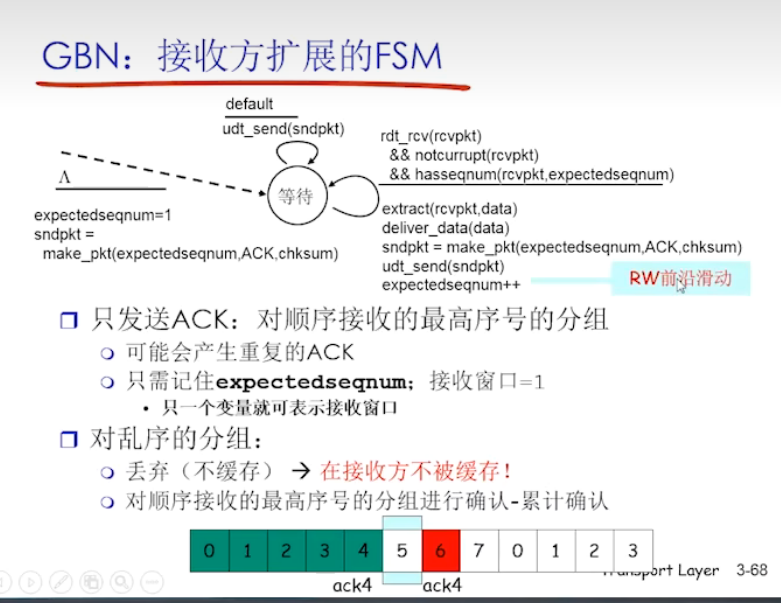 GBN：接收方扩展的FSM
default
udt_send(sndpkt)
Λ
expectedseqnum=1
sndpkt =
make_pkt(expectedseqnum,ACK,chksum)
等待
rdt_rcv(rcvpkt)
&& notcurrupt(rcvpkt)
&& hasseqnum(rcvpkt,expectedseqnum)
extract(rcvpkt,data)
deliver_data(data)
sndpkt = make_pkt(expectedseqnum,ACK,chksum)
udt_send(sndpkt)
expectedseqnum++
RW前沿滑动
只发送ACK：对顺序接收的最高序号的分组
可能会产生重复的ACK
只需记住expectedseqnum；接收窗口=1
• 只一个变量就可表示接收窗口
对乱序的分组：
丢弃（不缓存） → 在接收方不被缓存！
对顺序接收的最高序号的分组进行确认-累计确认
0 1 2 3 4 5 6 7 0 1 2 3
ack4 ack4
Transport Layer 3-68